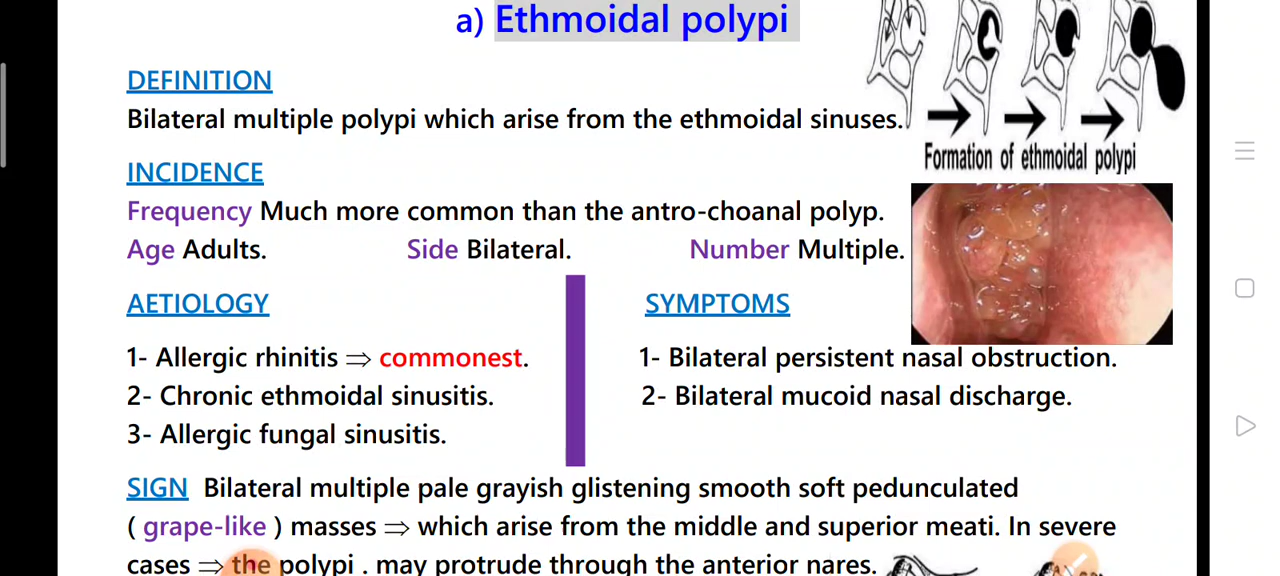 a) Ethmoidal polypi
DEFINITION
Bilateral multiple polypi which arise from the ethmoidal sinuses.
Formation of ethmoidal polypi
INCIDENCE
Frequency Much more common than the antro-choanal polyp.
Age Adults. Side Bilateral. Number Multiple.
AETIOLOGY
1- Allergic rhinitis ⇒ commonest.
2- Chronic ethmoidal sinusitis.
3- Allergic fungal sinusitis.
SYMPTOMS
1- Bilateral persistent nasal obstruction.
2- Bilateral mucoid nasal discharge.
SIGN Bilateral multiple pale grayish glistening smooth soft pedunculated
( grape-like ) masses ⇒ which arise from the middle and superior meati. In severe
cases ⇒ the polypi . may protrude through the anterior nares.